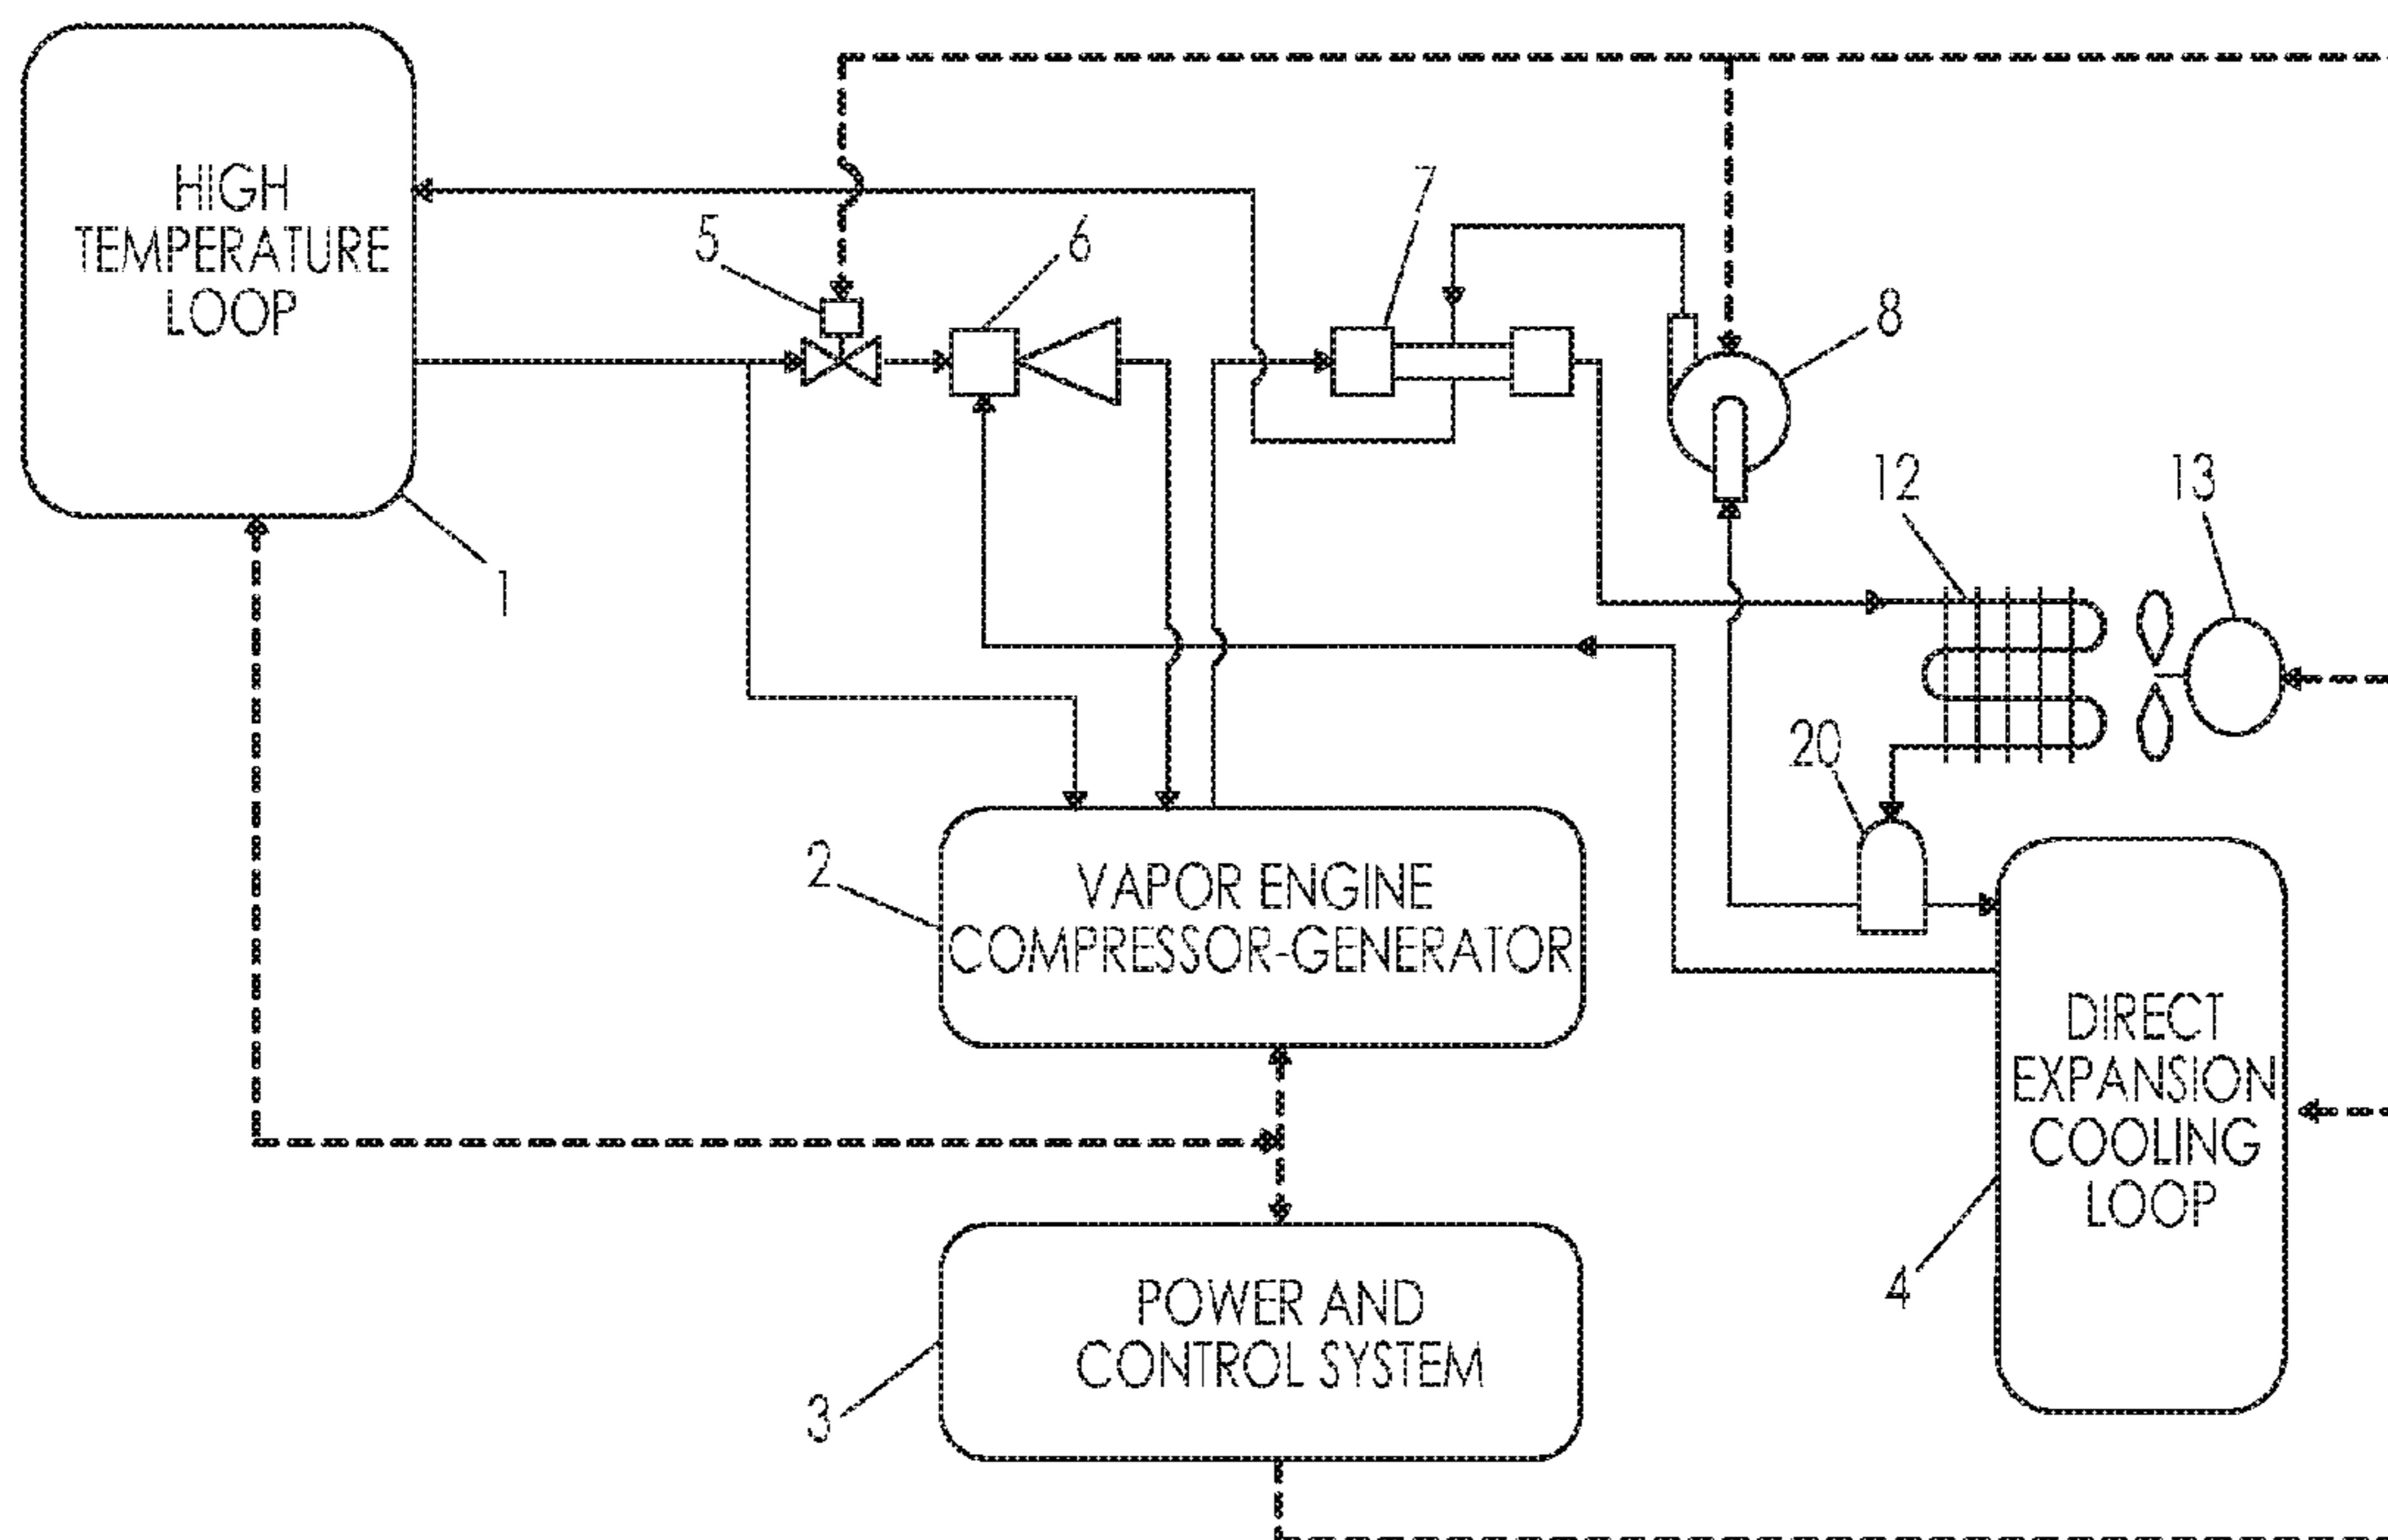 HIGH
TEMPERATURE
LOOP
5
6
7
8
1
12
13
20
2
VAPOR ENGINE
COMPRESSOR-GENERATOR
DIRECT
EXPANSION
COOLING
LOOP
4
POWER AND
CONTROL SYSTEM
3